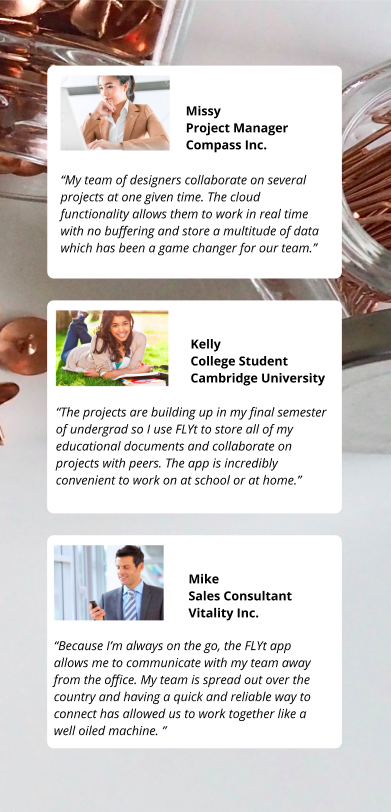 Missy
Project Manager
Compass Inc.
“My team of designers collaborate on several
projects at one given time. The cloud
functionality allows them to work in real time
with no buffering and store a multitude of data
which has been a game changer for our team.”
Kelly
College Student
Cambridge University
“The projects are building up in my final semester
of undergrad so I use FLYt to store all of my
educational documents and collaborate on
projects with peers. The app is incredibly
convenient to work on at school or at home.”
Mike
Sales Consultant
Vitality Inc.
“Because I’m always on the go, the FLYt app
allows me to communicate with my team away
from the office. My team is spread out over the
country and having a quick and reliable way to
connect has allowed us to work together like a
well oiled machine. ”